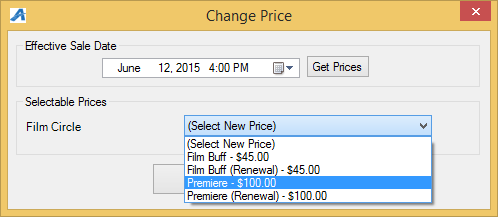 Change Price
Effective Sale Date
June 12, 2015 4:00 PM
Get Prices
Selectable Prices
Film Circle
(Select New Price)
(Select New Price)
Film Buff - $45.00
Film Buff (Renewal) - $45.00
Premiere - $100.00
Premiere (Renewal) - $100.00